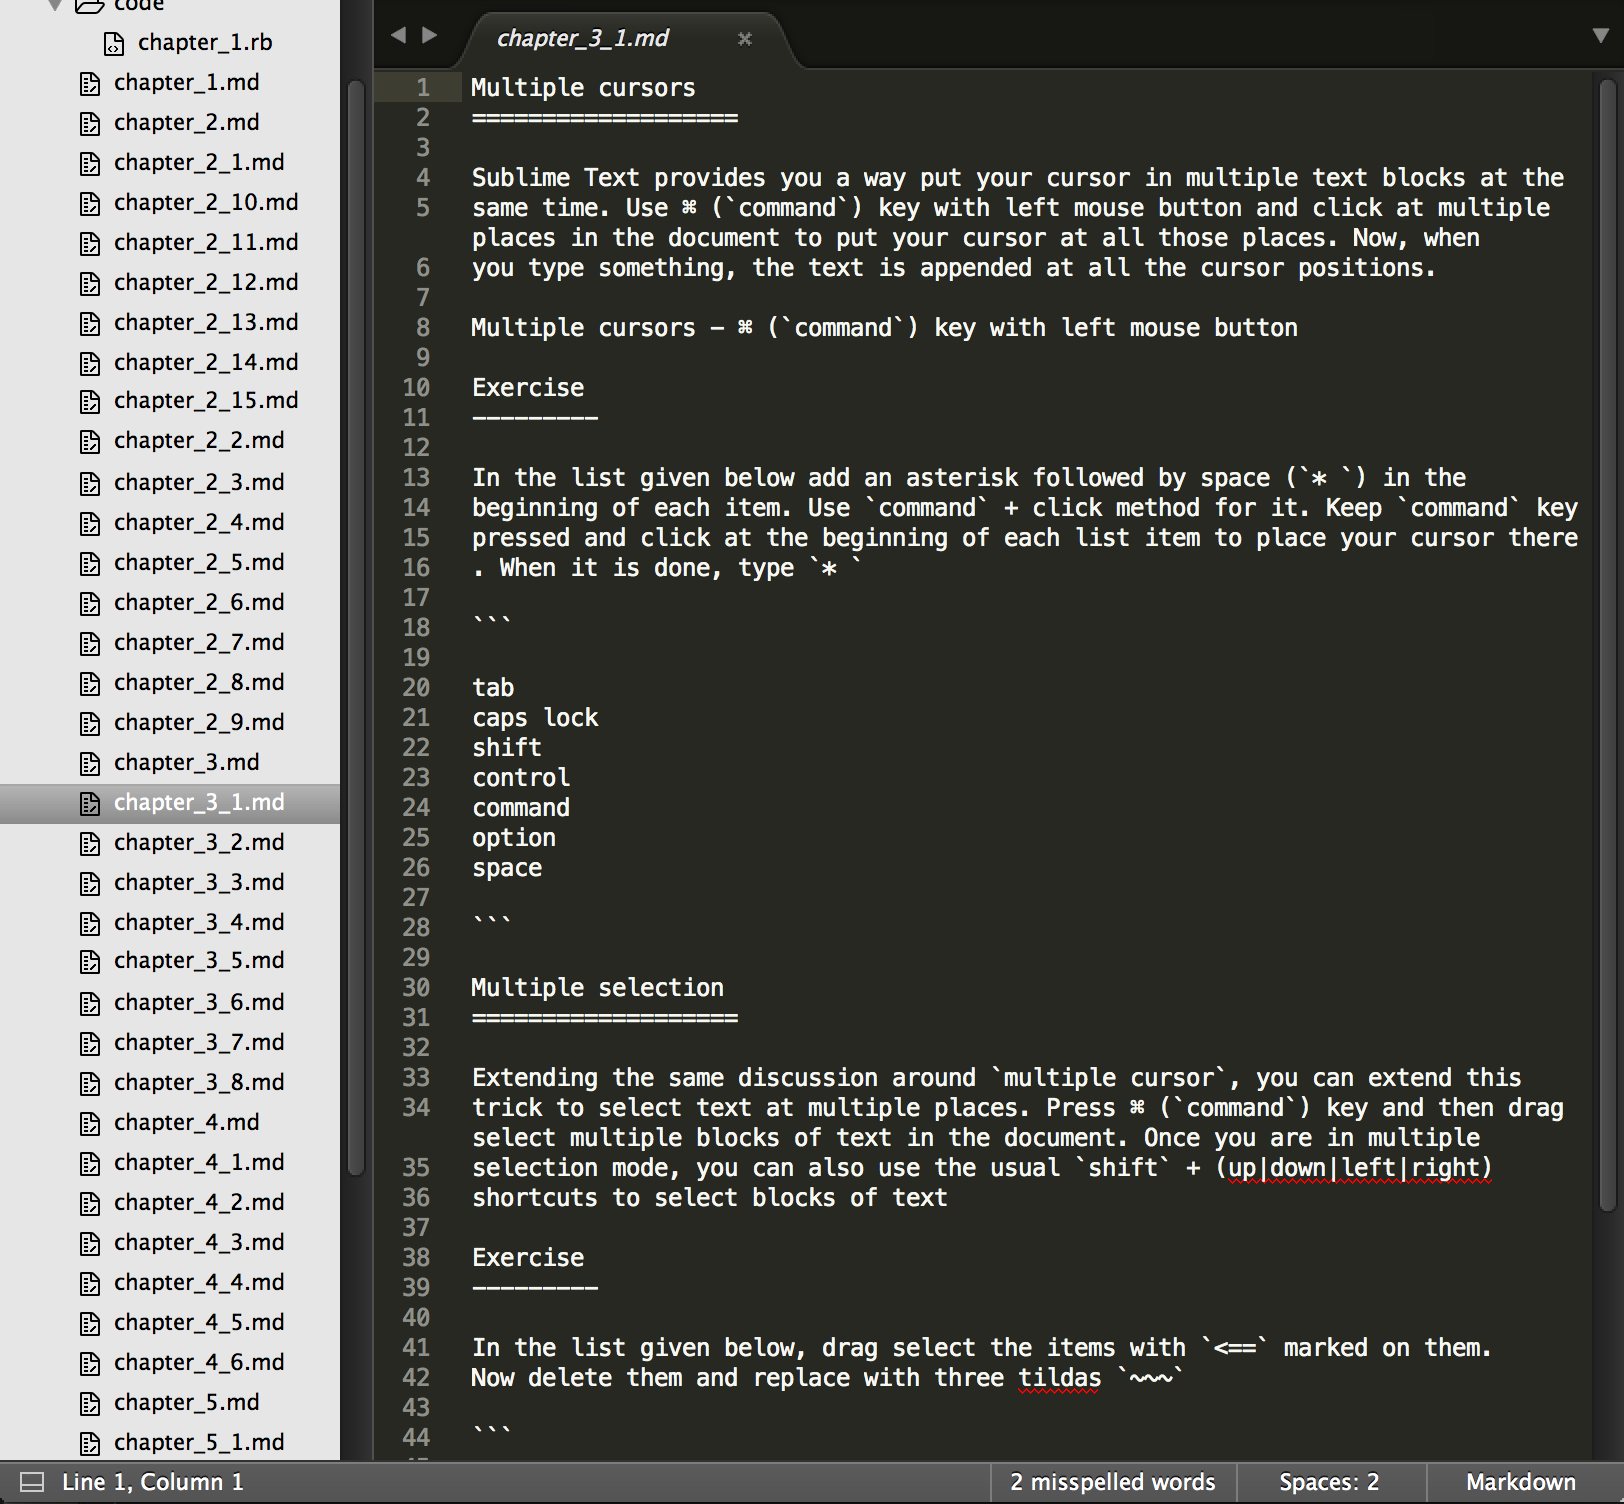 code
chapter_1.rb
chapter_1.md
chapter_2.md
chapter_2_1.md
chapter_2_10.md
chapter_2_11.md
chapter_2_12.md
chapter_2_13.md
chapter_2_14.md
chapter_2_15.md
chapter_2_2.md
chapter_2_3.md
chapter_2_4.md
chapter_2_5.md
chapter_2_6.md
chapter_2_7.md
chapter_2_8.md
chapter_2_9.md
chapter_3.md
chapter_3_1.md
chapter_3_2.md
chapter_3_3.md
chapter_3_4.md
chapter_3_5.md
chapter_3_6.md
chapter_3_7.md
chapter_3_8.md
chapter_4.md
chapter_4_1.md
chapter_4_2.md
chapter_4_3.md
chapter_4_4.md
chapter_4_5.md
chapter_4_6.md
chapter_5.md
chapter_5_1.md
chapter_3_1.md
1 Multiple cursors
2 ===================
3
4 Sublime Text provides you a way put your cursor in multiple text blocks at the
5 same time. Use ⌘ (`command`) key with left mouse button and click at multiple
places in the document to put your cursor at all those places. Now, when
6 you type something, the text is appended at all the cursor positions.
7
8 Multiple cursors – ⌘ (`command`) key with left mouse button
9
10 Exercise
11 ---------
12
13 In the list given below add an asterisk followed by space (`* `) in the
14 beginning of each item. Use `command` + click method for it. Keep `command` key
15 pressed and click at the beginning of each list item to place your cursor there
16 . When it is done, type `* `
17
18 ```
19
20 tab
21 caps lock
22 shift
23 control
24 command
25 option
26 space
27
28 ```
29
30 Multiple selection
31 ===================
32
33 Extending the same discussion around `multiple cursor`, you can extend this
34 trick to select text at multiple places. Press ⌘ (`command`) key and then drag
select multiple blocks of text in the document. Once you are in multiple
35 selection mode, you can also use the usual `shift` + (up|down|left|right)
36 shortcuts to select blocks of text
37
38 Exercise
39 ---------
40
41 In the list given below, drag select the items with `<==` marked on them.
42 Now delete them and replace with three tildas `~~~`
43
44 ```
Line 1, Column 1
2 misspelled words
Spaces: 2
Markdown